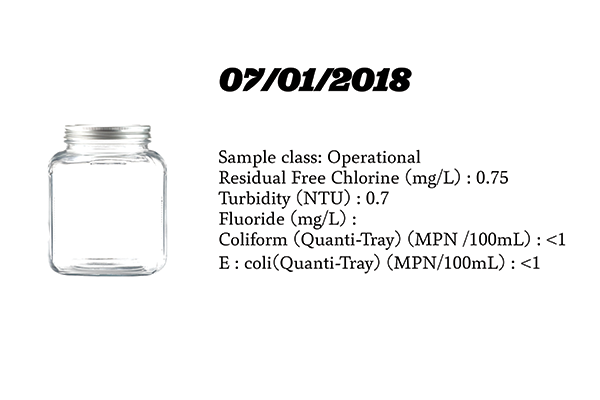 07/01/2018
Sample class: Operational
Residual Free Chlorine (mg/L) : 0.75
Turbidity (NTU) : 0.7
Fluoride (mg/L) :
Coliform (Quanti-Tray) (MPN /100mL) : <1
E : coli(Quanti-Tray) (MPN/100mL) : <1